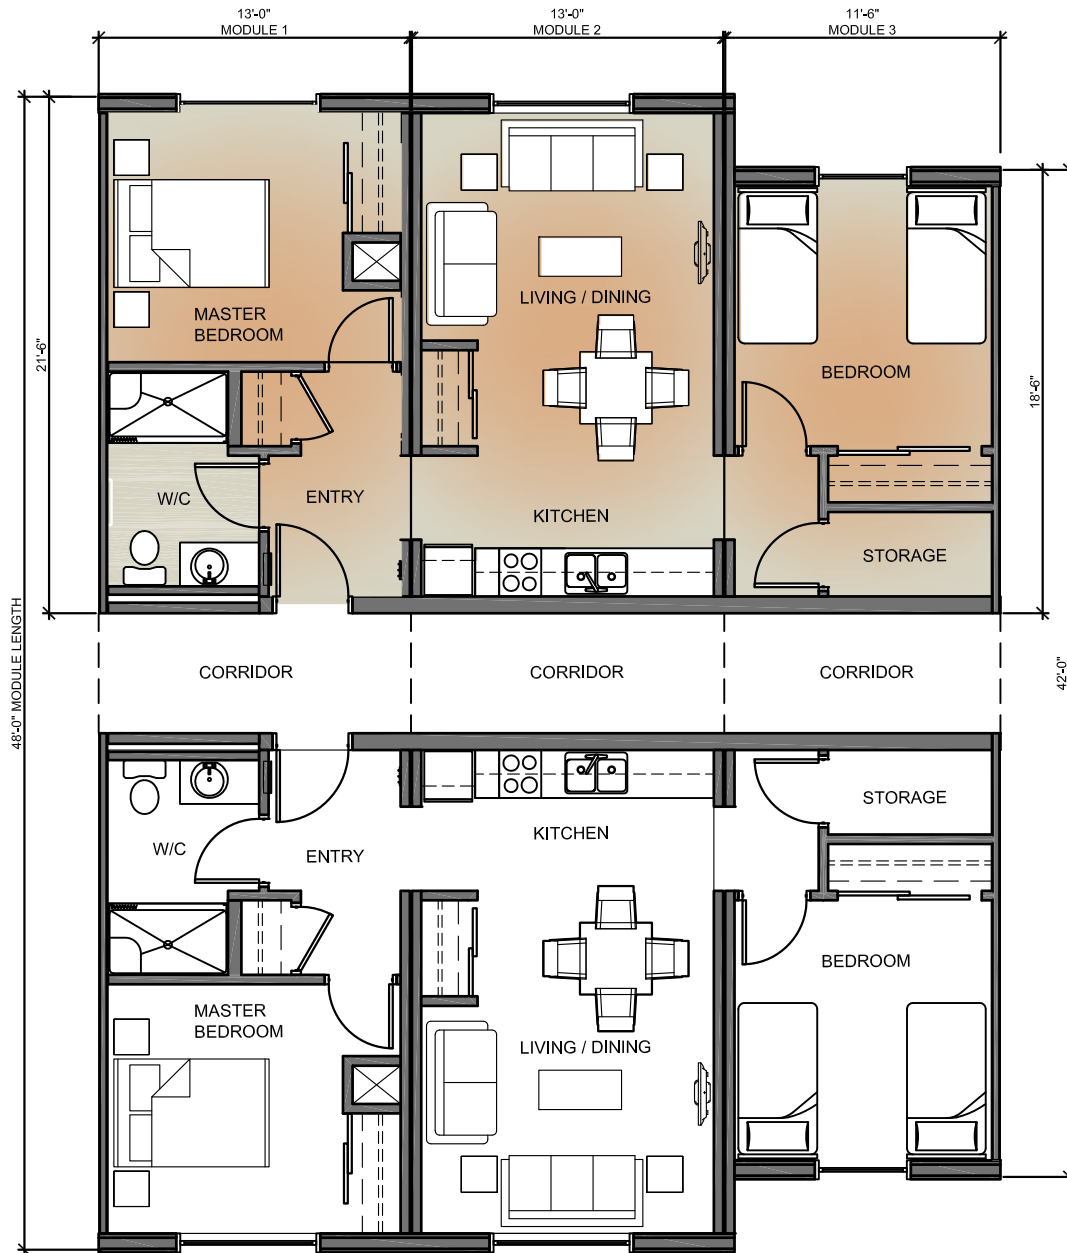 13'-0"
MODULE 1
13'-0"
MODULE 2
11'-6"
MODULE 3
MASTER
BEDROOM
LIVING / DINING
BEDROOM
21'-6"
18'-6"
W/C
ENTRY
KITCHEN
STORAGE
48'-0" MODULE LENGTH
CORRIDOR
CORRIDOR
CORRIDOR
42'-0"
STORAGE
KITCHEN
W/C
ENTRY
BEDROOM
MASTER
BEDROOM
LIVING / DINING